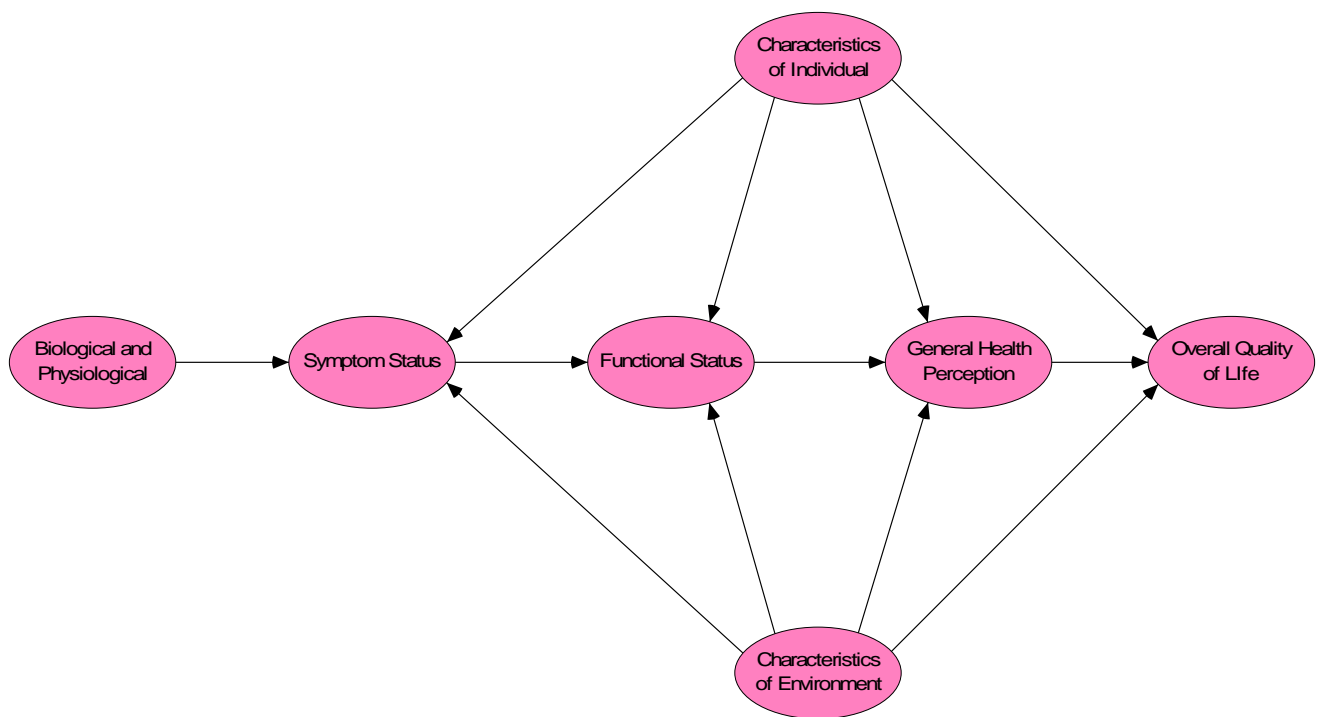 Characteristics
of Individual
Biological and
Physiological
Symptom Status
Functional Status
General Health
Perception
Overall Quality
of LIfe
Characteristics
of Environment